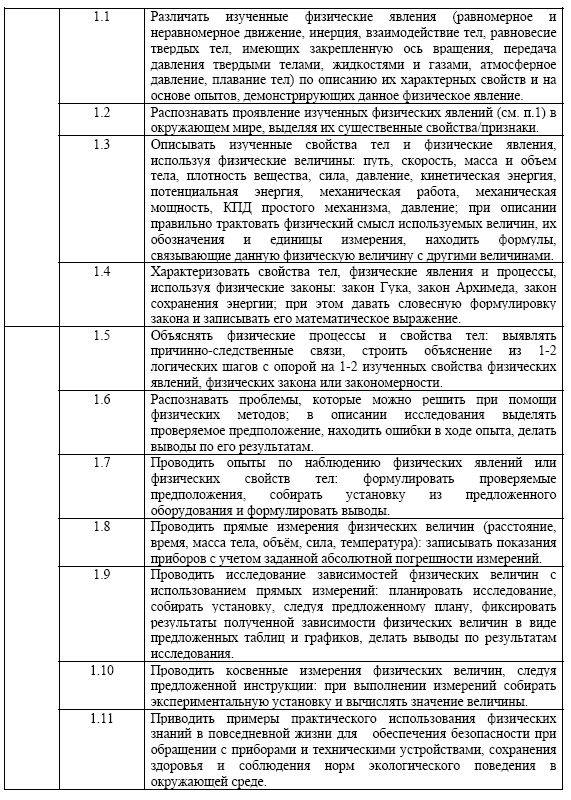 1.1 Различать изученные физические явления (равномерное и
неравномерное движение, инерция, взаимодействие тел, равновесие
твердых тел, имеющих закрепленную ось вращения, передача
давления твердыми телами, жидкостями и газами, атмосферное
давление, плавание тел) по описанию их характерных свойств и на
основе опытов, демонстрирующих данное физическое явление.
1.2 Распознавать проявление изученных физических явлений (см. п.1) в
окружающем мире, выделяя их существенные свойства/признаки.
1.3 Описывать изученные свойства тел и физические явления,
используя физические величины: путь, скорость, масса и объем
тела, плотность вещества, сила, давление, кинетическая энергия,
потенциальная энергия, механическая работа, механическая
мощность, КПД простого механизма, давление; при описании
правильно трактовать физический смысл используемых величин, их
обозначения и единицы измерения, находить формулы,
связывающие данную физическую величину с другими величинами.
1.4 Характеризовать свойства тел, физические явления и процессы,
используя физические законы: закон Гука, закон Архимеда, закон
сохранения энергии; при этом давать словесную формулировку
закона и записывать его математическое выражение.
1.5 Объяснять физические процессы и свойства тел: выявлять
причинно-следственные связи, строить объяснение из 1-2
логических шагов с опорой на 1-2 изученных свойства физических
явлений, физических закона или закономерности.
1.6 Распознавать проблемы, которые можно решить при помощи
физических методов; в описании исследования выделять
проверяемое предположение, находить ошибки в ходе опыта, делать
выводы по его результатам.
1.7 Проводить опыты по наблюдению физических явлений или
физических свойств тел: формулировать проверяемые
предположения, собирать установку из предложенного
оборудования и формулировать выводы.
1.8 Проводить прямые измерения физических величин (расстояние,
время, масса тела, объём, сила, температура): записывать показания
приборов с учетом заданной абсолютной погрешности измерений.
1.9 Проводить исследование зависимостей физических величин с
использованием прямых измерений: планировать исследование,
собирать установку, следуя предложенному плану, фиксировать
результаты полученной зависимости физических величин в виде
предложенных таблиц и графиков, делать выводы по результатам
исследования.
1.10 Проводить косвенные измерения физических величин, следуя
предложенной инструкции: при выполнении измерений собирать
экспериментальную установку и вычислять значение величины.
1.11 Приводить примеры практического использования физических
знаний в повседневной жизни для обеспечения безопасности при
обращении с приборами и техническими устройствами, сохранения
здоровья и соблюдения норм экологического поведения в
окружающей среде.